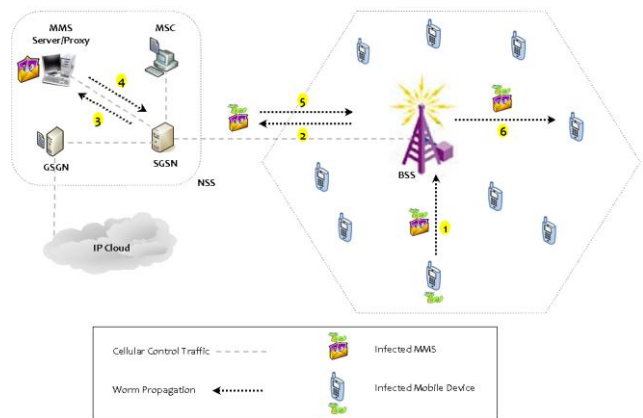 MMS
Server/Proxy
MSC
4
3
5
2
6
GSGN
SGSN
NSS
BSS
1
IP Cloud
Cellular Control Traffic
Infected MMS
Worm Propagation
Infected Mobile Device